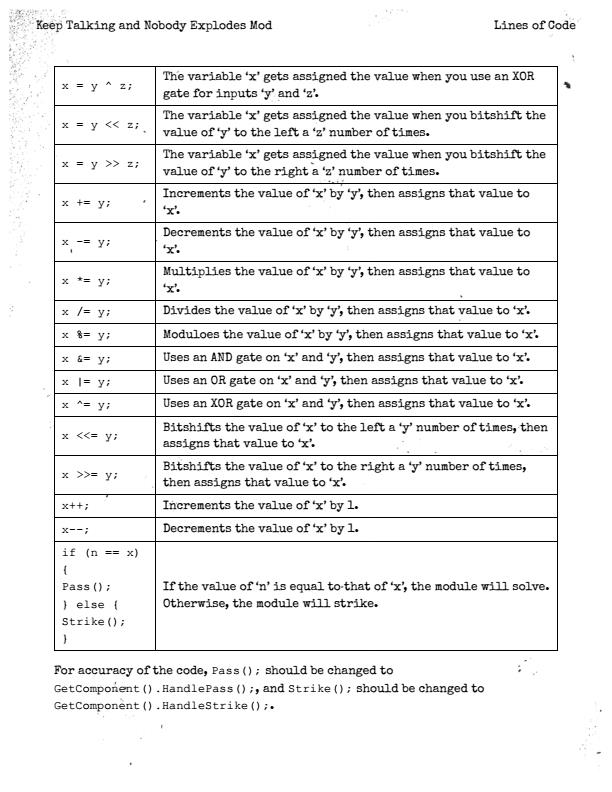 Keep Talking and Nobody Explodes Mod
Lines of Code
x = y ^ z;
The variable ‘x’ gets assigned the value when you use an XOR
gate for inputs ‘y’ and ‘z’.
x = y << z;
The variable ‘x’ gets assigned the value when you bitshift the
value of ‘y’ to the left a ‘z’ number of times.
x = y >> z;
The variable ‘x’ gets assigned the value when you bitshift the
value of ‘y’ to the right a ‘z’ number of times.
x += y;
Increments the value of ‘x’ by ‘y’, then assigns that value to
‘x’.
x -= y;
Decrements the value of ‘x’ by ‘y’, then assigns that value to
‘x’.
x *= y;
Multiplies the value of ‘x’ by ‘y’, then assigns that value to
‘x’.
x /= y;
Divides the value of ‘x’ by ‘y’, then assigns that value to ‘x’.
x %= y;
Moduloes the value of ‘x’ by ‘y’, then assigns that value to ‘x’.
x &= y;
Uses an AND gate on ‘x’ and ‘y’, then assigns that value to ‘x’.
x |= y;
Uses an OR gate on ‘x’ and ‘y’, then assigns that value to ‘x’.
x ^= y;
Uses an XOR gate on ‘x’ and ‘y’, then assigns that value to ‘x’.
x <<= y;
Bitshifts the value of ‘x’ to the left a ‘y’ number of times, then
assigns that value to ‘x’.
x >>= y;
Bitshifts the value of ‘x’ to the right a ‘y’ number of times,
then assigns that value to ‘x’.
x++;
Increments the value of ‘x’ by 1.
x--;
Decrements the value of ‘x’ by 1.
if (n == x)
{
Pass();
} else {
Strike();
}
If the value of ‘n’ is equal to that of ‘x’, the module will solve.
Otherwise, the module will strike.
For accuracy of the code, Pass(); should be changed to
GetComponent().HandlePass();, and Strike(); should be changed to
GetComponent().HandleStrike();.